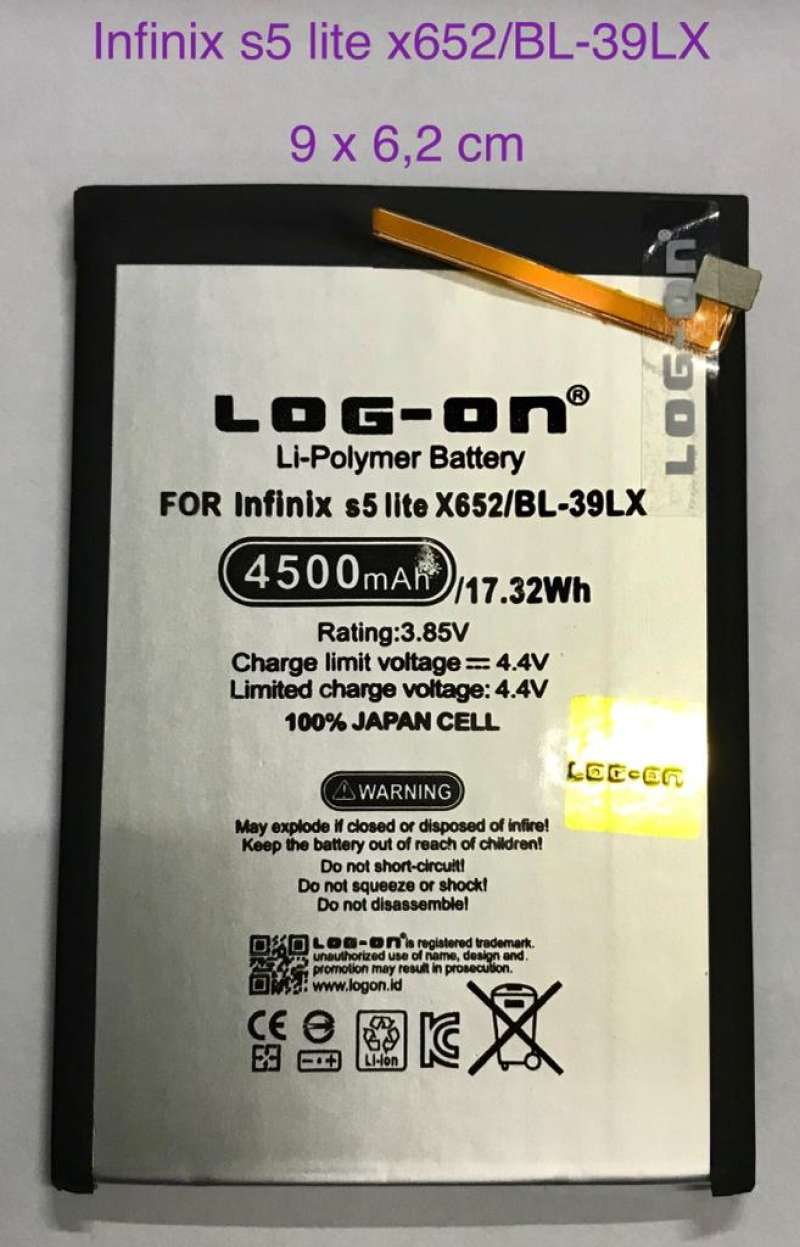 Infinix s5 lite x652/BL-39LX
9 x 6,2 cm
LOG-ON
LOG-ON®
Li-Polymer Battery
FOR Infinix s5 lite X652/BL-39LX
4500mAh/17.32Wh
Rating:3.85V
Charge limit voltage ⎓ 4.4V
Limited charge voltage: 4.4V
100% JAPAN CELL
LOG-ON
⚠WARNING
May explode if closed or disposed of infire!
Keep the battery out of reach of children!
Do not short-circuit!
Do not squeeze or shock!
Do not disassemble!
LOG-ON® is registered trademark.
unauthorized use of name, design and.
promotion may result in prosecution.
www.logon.id
CE
Li-ion